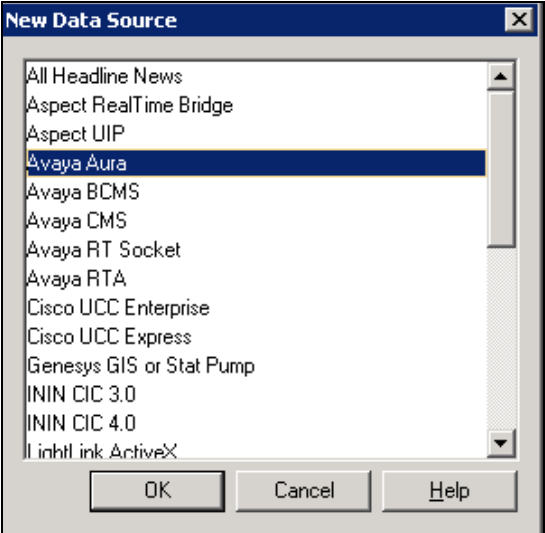 New Data Source
All Headline News
Aspect RealTime Bridge
Aspect UIP
Avaya Aura
Avaya BCMS
Avaya CMS
Avaya RT Socket
Avaya RTA
Cisco UCC Enterprise
Cisco UCC Express
Genesys GIS or Stat Pump
ININ CIC 3.0
ININ CIC 4.0
LightLink ActiveX
OK Cancel Help